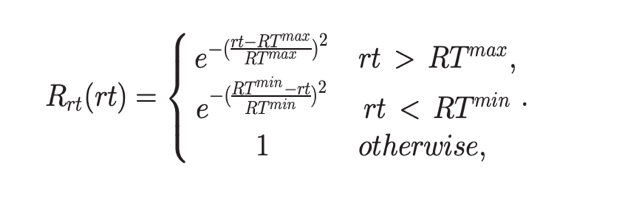 R_{rt}(rt) = \begin{cases} e^{-(\frac{rt-RT^{max}}{RT^{max}})^2} & rt > RT^{max}, \\
e^{-(\frac{RT^{min}-rt}{RT^{min}})^2} & rt < RT^{min} \\
1 & otherwise, \end{cases} .